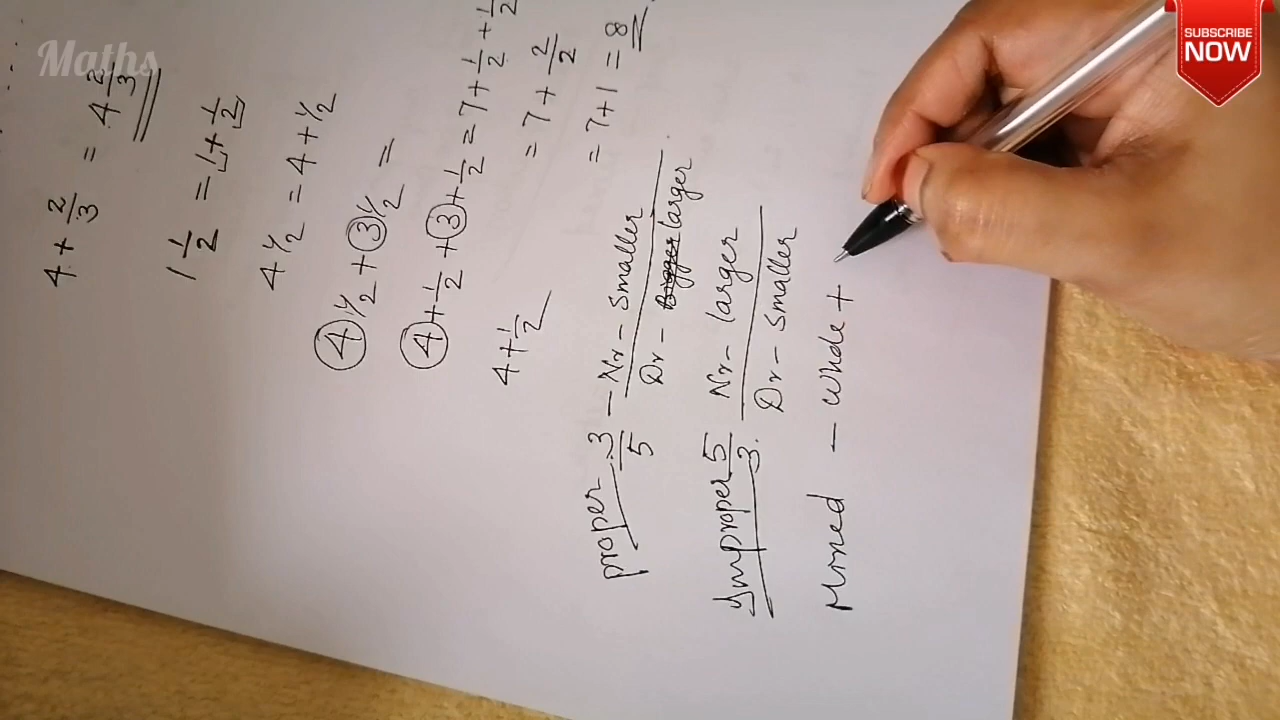 Maths
SUBSCRIBE
NOW
4 + 2/3 = 4 2/3
1 1/2 = 1 + 1/2
4 1/2 = 4 + 1/2
4 1/2 + 3 1/2 =
4 + 1/2 + 3 + 1/2 = 7 + 1/2 + 1/2
4 + 1/2
= 7 + 2/2
= 7 + 1 = 8
proper 3/5 - Nr - smaller
Dr - Bigger larger
Improper 5/3 Nr - larger
Dr - smaller
Mixed - Whole +